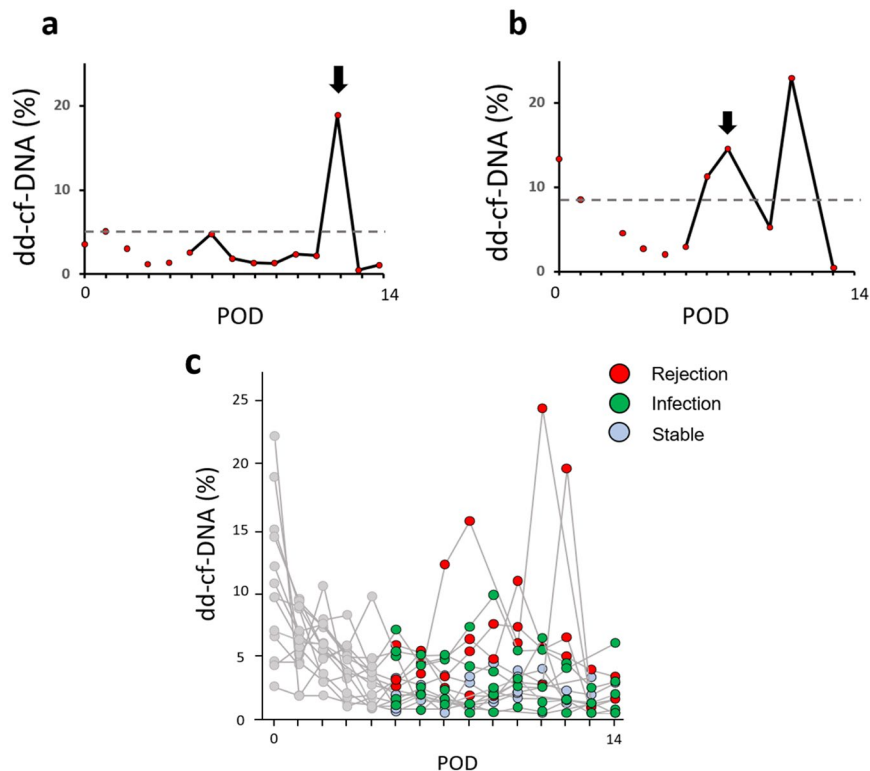 a
dd-cf-DNA (%)
20
10
0
0
14
POD
b
dd-cf-DNA (%)
20
10
0
0
14
POD
c
dd-cf-DNA (%)
25
20
15
10
5
0
0
14
POD
Rejection
Infection
Stable